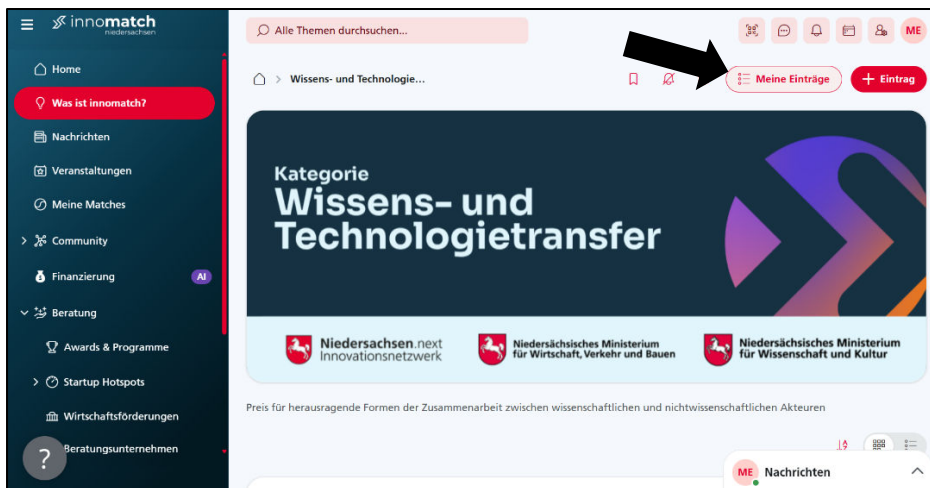 innomatch
niedersachsen
Home
Was ist innomatch?
Nachrichten
Veranstaltungen
Meine Matches
Community
Finanzierung
AI
Beratung
Awards & Programme
Startup Hotspots
Wirtschaftsförderungen
Beratungsunternehmen
?
Alle Themen durchsuchen...
ME
> Wissens- und Technologie...
Meine Einträge
+ Eintrag
Kategorie
Wissens- und
Technologietransfer
Niedersachsen.next
Innovationsnetzwerk
Niedersächsisches Ministerium
für Wirtschaft, Verkehr und Bauen
Niedersächsisches Ministerium
für Wissenschaft und Kultur
Preis für herausragende Formen der Zusammenarbeit zwischen wissenschaftlichen und nichtwissenschaftlichen Akteuren
ME Nachrichten